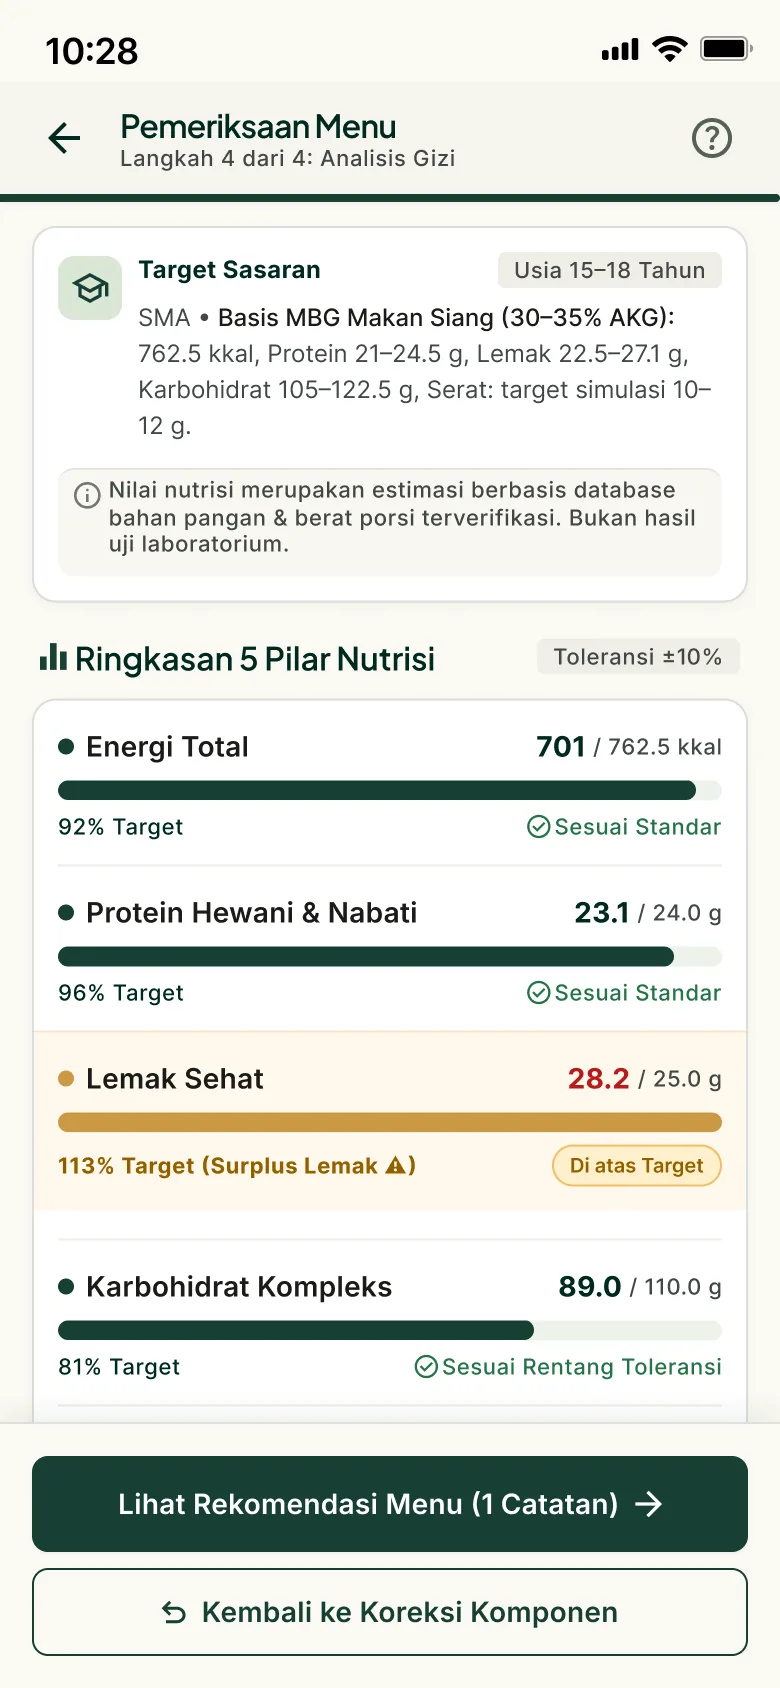 10:28
Pemeriksaan Menu
Langkah 4 dari 4: Analisis Gizi
Target Sasaran
Usia 15–18 Tahun
SMA • Basis MBG Makan Siang (30–35% AKG):
762.5 kkal, Protein 21–24.5 g, Lemak 22.5–27.1 g,
Karbohidrat 105–122.5 g, Serat: target simulasi 10–
12 g.
Nilai nutrisi merupakan estimasi berbasis database
bahan pangan & berat porsi terverifikasi. Bukan hasil
uji laboratorium.
Ringkasan 5 Pilar Nutrisi
Toleransi ±10%
Energi Total
701 / 762.5 kkal
92% Target
Sesuai Standar
Protein Hewani & Nabati
23.1 / 24.0 g
96% Target
Sesuai Standar
Lemak Sehat
28.2 / 25.0 g
113% Target (Surplus Lemak ⚠)
Di atas Target
Karbohidrat Kompleks
89.0 / 110.0 g
81% Target
Sesuai Rentang Toleransi
Lihat Rekomendasi Menu (1 Catatan) →
Kembali ke Koreksi Komponen